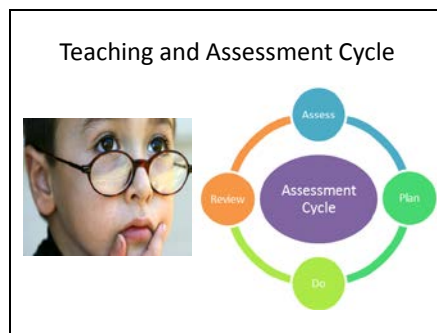 Teaching and Assessment Cycle
Assess
Review
Assessment
Cycle
Plan
Do